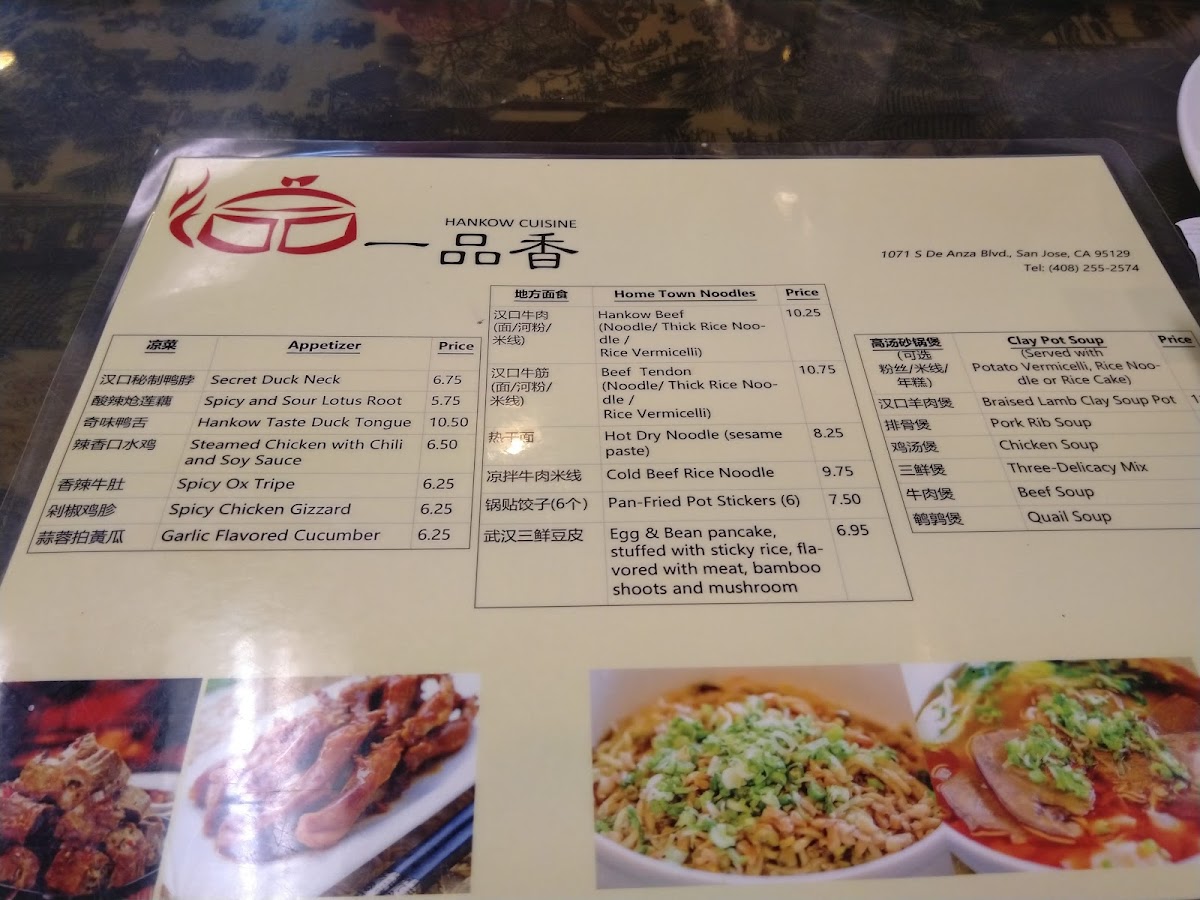 HANKOW CUISINE
一品香
1071 S De Anza Blvd., San Jose, CA 95129
Tel: (408) 255-2574
凉菜 Appetizer Price
汉口秘制鸭脖 Secret Duck Neck 6.75
酸辣炝莲藕 Spicy and Sour Lotus Root 5.75
奇味鸭舌 Hankow Taste Duck Tongue 10.50
辣香口水鸡 Steamed Chicken with Chili 6.50
and Soy Sauce
香辣牛肚 Spicy Ox Tripe 6.25
剁椒鸡胗 Spicy Chicken Gizzard 6.25
蒜蓉拍黄瓜 Garlic Flavored Cucumber 6.25
地方面食 Home Town Noodles Price
汉口牛肉 Hankow Beef 10.25
(面/河粉/ (Noodle/ Thick Rice Noo-
米线) dle /
Rice Vermicelli)
汉口牛筋 Beef Tendon 10.75
(面/河粉/ (Noodle/ Thick Rice Noo-
米线) dle /
Rice Vermicelli)
热干面 Hot Dry Noodle (sesame 8.25
paste)
凉拌牛肉米线 Cold Beef Rice Noodle 9.75
锅贴饺子(6个) Pan-Fried Pot Stickers (6) 7.50
武汉三鲜豆皮 Egg & Bean pancake, 6.95
stuffed with sticky rice, fla-
vored with meat, bamboo
shoots and mushroom
高汤砂锅煲 Clay Pot Soup Price
(可选 (Served with
粉丝/米线/ Potato Vermicelli, Rice Noo-
年糕) dle or Rice Cake)
汉口羊肉煲 Braised Lamb Clay Soup Pot
排骨煲 Pork Rib Soup
鸡汤煲 Chicken Soup
三鲜煲 Three-Delicacy Mix
牛肉煲 Beef Soup
鹌鹑煲 Quail Soup